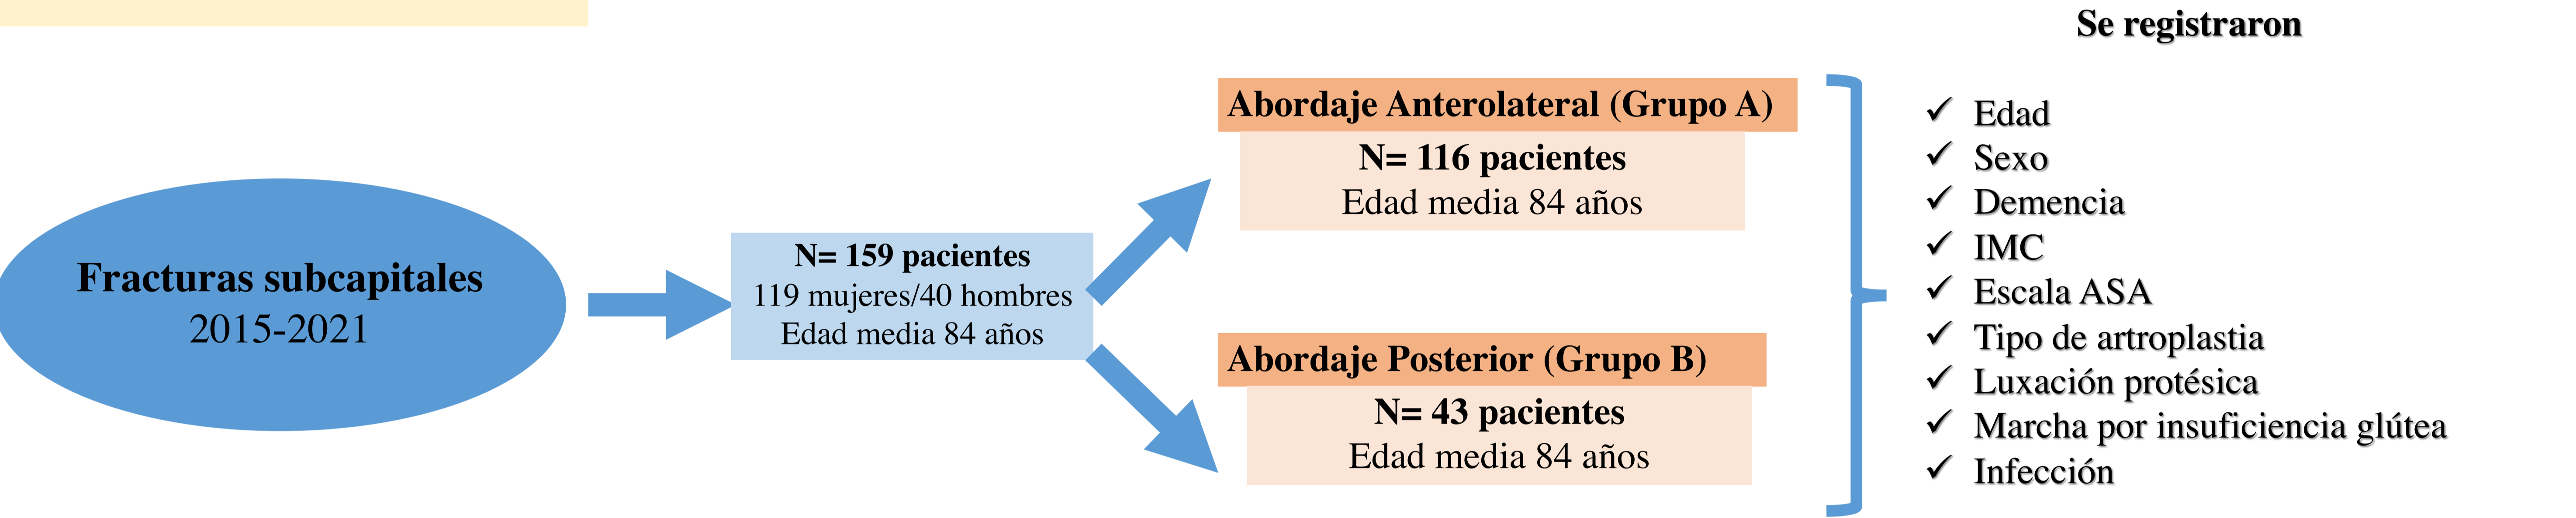 Fracturas subcapitales
2015-2021
N= 159 pacientes
119 mujeres/40 hombres
Edad media 84 años
Abordaje Anterolateral (Grupo A)
N= 116 pacientes
Edad media 84 años
Abordaje Posterior (Grupo B)
N= 43 pacientes
Edad media 84 años
Se registraron
✓ Edad
✓ Sexo
✓ Demencia
✓ IMC
✓ Escala ASA
✓ Tipo de artroplastia
✓ Luxación protésica
✓ Marcha por insuficiencia glútea
✓ Infección